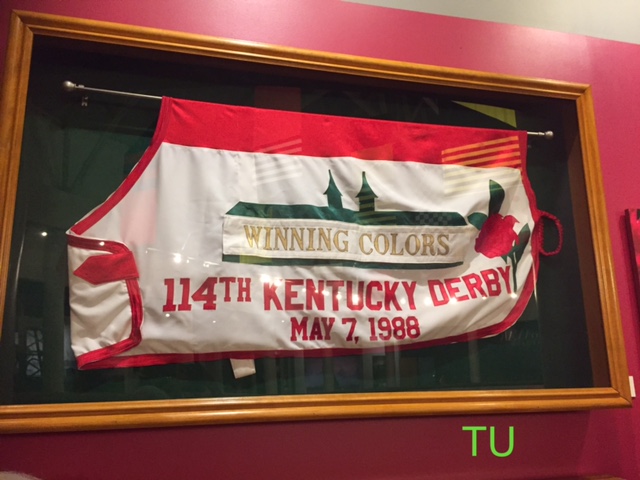 WINNING COLORS
114TH KENTUCKY DERBY
MAY 7, 1988
TU